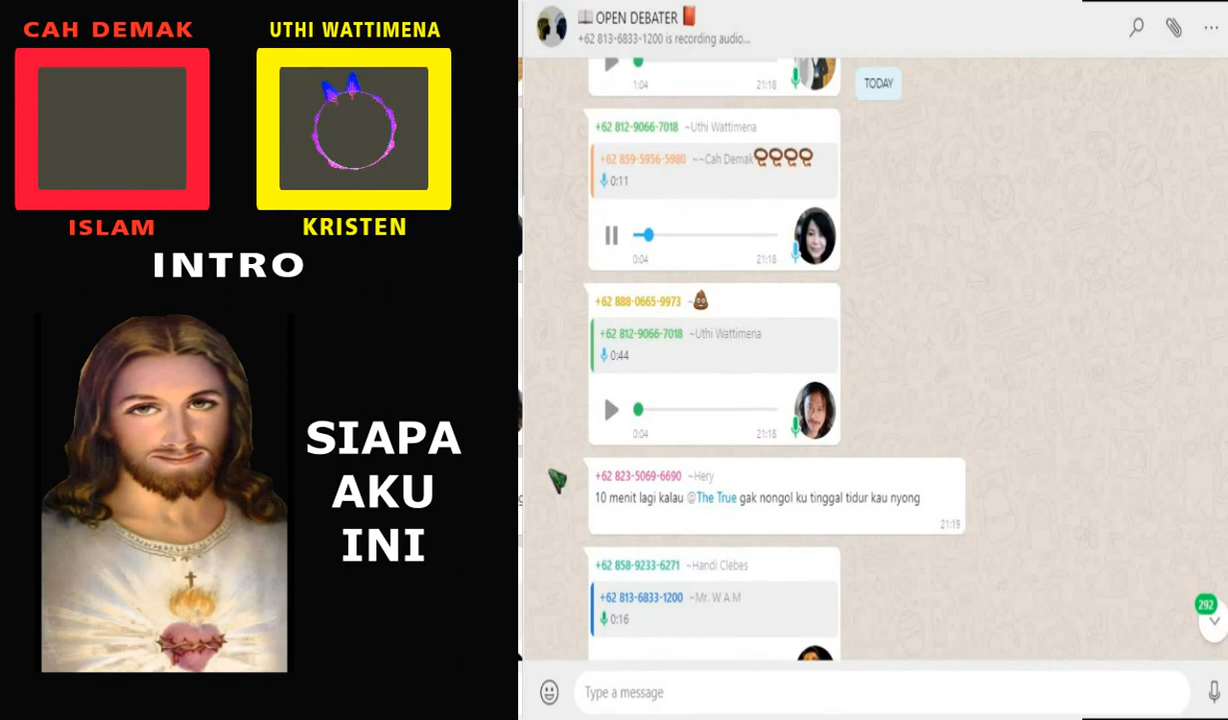 CAH DEMAK
UTHI WATTIMENA
ISLAM
KRISTEN
INTRO
SIAPA
AKU
INI
OPEN DEBATER
+62 813-6833-1200 is recording audio...
1:04
21:18
TODAY
+62 812-9066-7018 ~Uthi Wattimena
+62 859-5956-5980 ~~Cah Demak
0:11
0:04
21:18
+62 888-0665-9973 ~💩
+62 812-9066-7018 ~Uthi Wattimena
0:44
0:04
21:18
+62 823-5069-6690 ~Hery
10 menit lagi kalau @The True gak nongol ku tinggal tidur kau nyong
21:19
+62 858-9233-6271 ~Handi Clebes
+62 813-6833-1200 ~Mr. W A M
0:16
292
Type a message